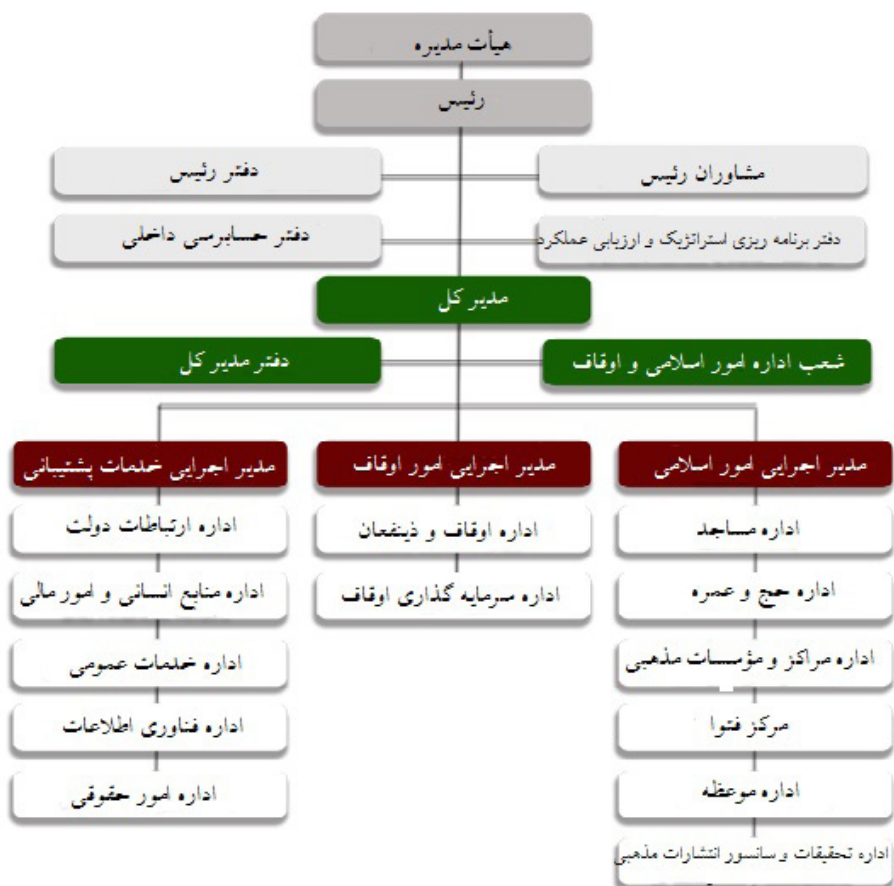 هیأت مدیره
رئیس
مشاوران رئیس
دفتر رئیس
دفتر برنامه ریزی استراتژیک و ارزیابی عملکرد
دفتر حسابرسی داخلی
مدیر کل
شعب اداره امور اسلامی و اوقاف
دفتر مدیر کل
مدیر اجرایی امور اسلامی
اداره مساجد
اداره حج و عمره
اداره مراکز و مؤسسات مذهبی
مرکز فتوا
اداره موعظه
اداره تحقیقات و سانسور انتشارات مذهبی
مدیر اجرایی امور اوقاف
اداره اوقاف و ذینفعان
اداره سرمایه گذاری اوقاف
مدیر اجرایی خدمات پشتیبانی
اداره ارتباطات دولت
اداره منابع انسانی و امور مالی
اداره خدمات عمومی
اداره فناوری اطلاعات
اداره امور حقوقی